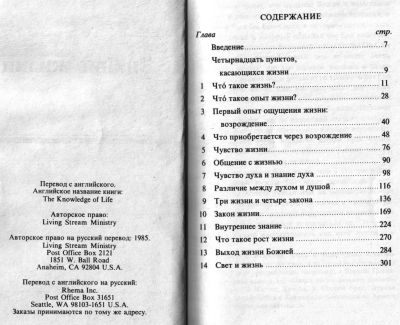 Перевод с английского.
Английское название книги:
The Knowledge of Life
Авторское право:
Living Stream Ministry
Авторское право на русский перевод: 1985.
Living Stream Ministry
Post Office Box 2121
1851 W. Ball Road
Anaheim, CA 92804 U.S.A.
Перевод с английского на русский:
Rhema Inc.
Post Office Box 31651
Seattle, WA 98103-1651 U.S.A.
Заказы принимаются по тому же адресу.
СОДЕРЖАНИЕ
Глава стр.
Введение 7
Четырнадцать пунктов,
касающихся жизни 9
1 Что́ такое жизнь? 11
2 Что́ такое опыт жизни? 28
3 Первый опыт ощущения жизни:
возрождение 40
4 Что приобретается через возрождение 48
5 Чувство жизни 76
6 Общение с жизнью 90
7 Чувство духа и знание духа 98
8 Различие между духом и душой 116
9 Три жизни и четыре закона 136
10 Закон жизни 169
11 Внутреннее знание 224
12 Что такое рост жизни 270
13 Выход жизни Божией 284
14 Свет и жизнь 301